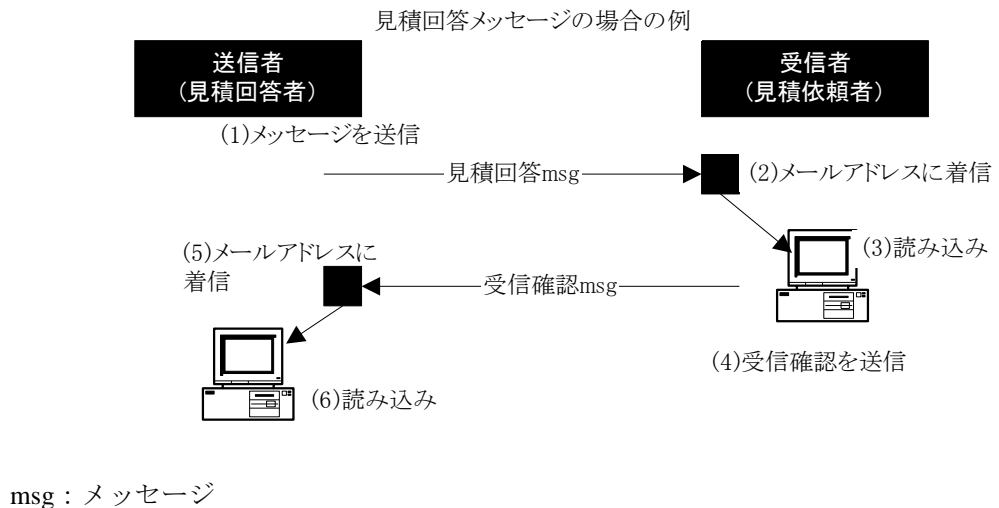 見積回答メッセージの場合の例
送信者
(見積回答者)
受信者
(見積依頼者)
(1)メッセージを送信
見積回答msg
(2)メールアドレスに着信
(3)読み込み
(5)メールアドレスに
着信
受信確認msg
(4)受信確認を送信
(6)読み込み
msg：メッセージ